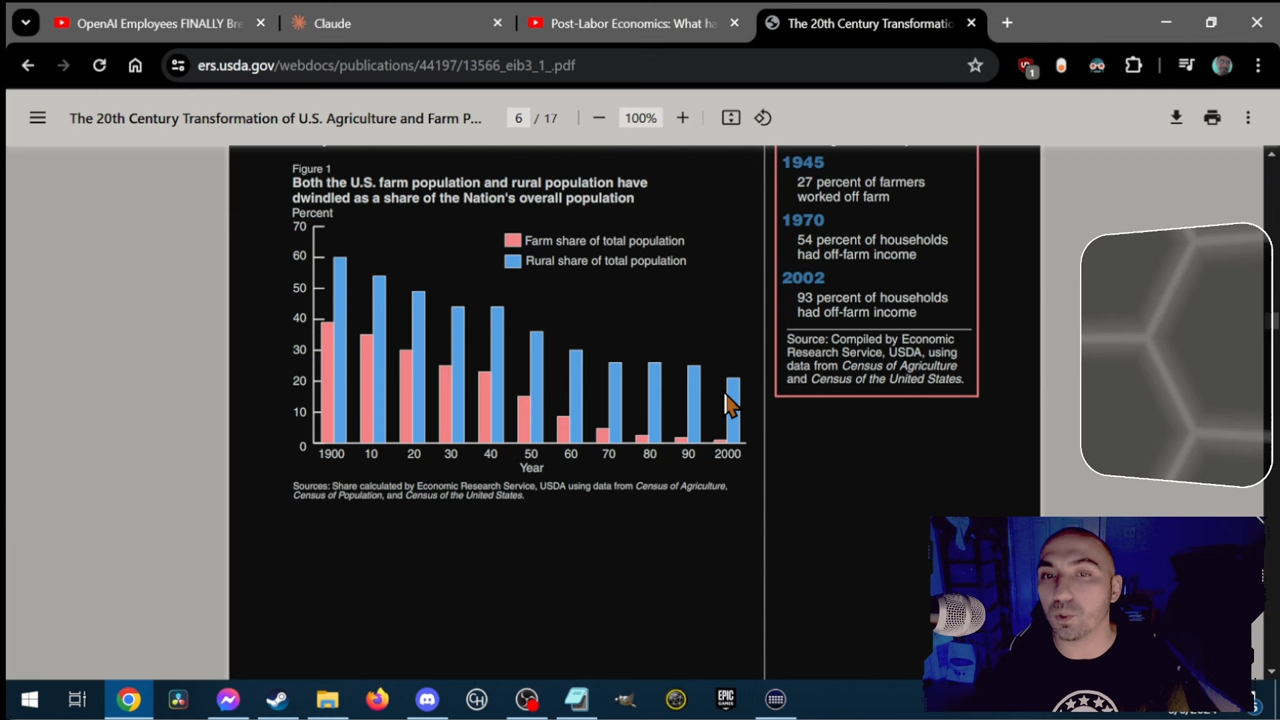 OpenAI Employees FINALLY Bre
Claude
Post-Labor Economics: What ha
The 20th Century Transformatio
ers.usda.gov/webdocs/publications/44197/13566_eib3_1_.pdf
1
The 20th Century Transformation of U.S. Agriculture and Farm P...
6 / 17
100%
Figure 1
Both the U.S. farm population and rural population have
dwindled as a share of the Nation's overall population
Percent
70
60
50
40
30
20
10
0
Farm share of total population
Rural share of total population
1900 10 20 30 40 50 60 70 80 90 2000
Year
Sources: Share calculated by Economic Research Service, USDA using data from Census of Agriculture,
Census of Population, and Census of the United States.
1945
27 percent of farmers
worked off farm
1970
54 percent of households
had off-farm income
2002
93 percent of households
had off-farm income
Source: Compiled by Economic
Research Service, USDA, using
data from Census of Agriculture
and Census of the United States.
EPIC
GAMES